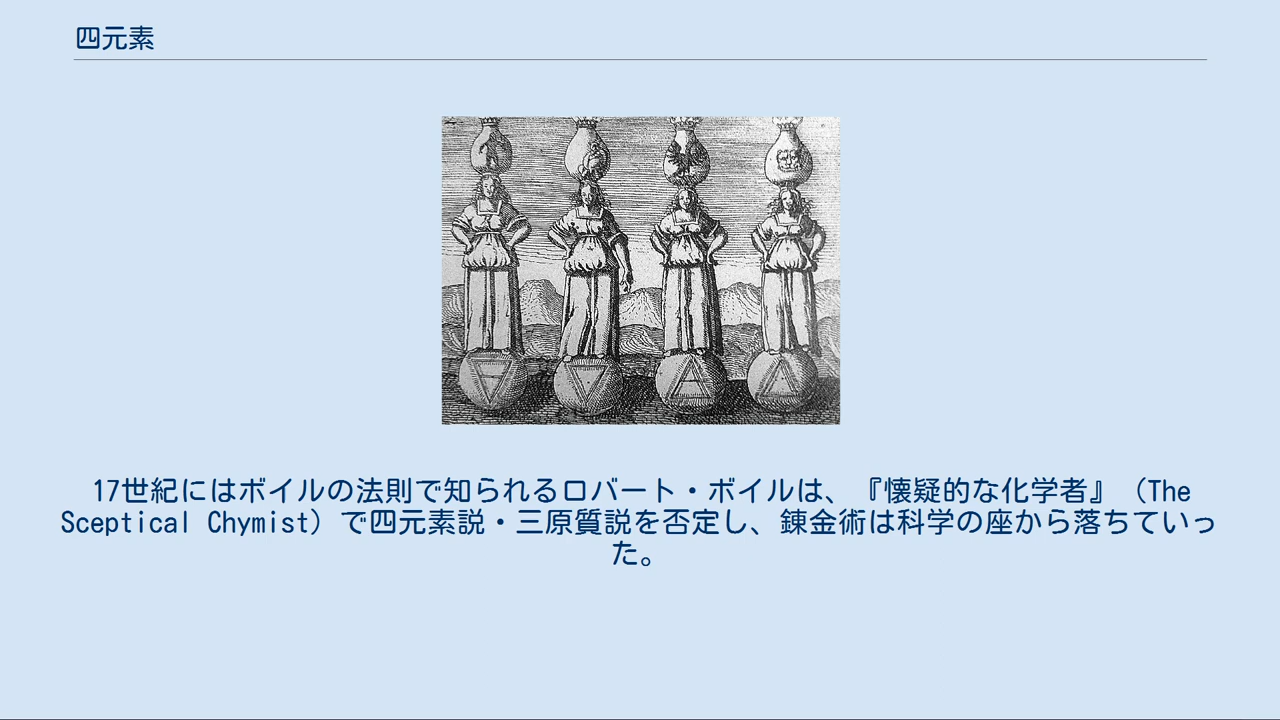 四元素
17世紀にはボイルの法則で知られるロバート・ボイルは、『懐疑的な化学者』（The
Sceptical Chymist）で四元素説・三原質説を否定し、錬金術は科学の座から落ちていっ
た。